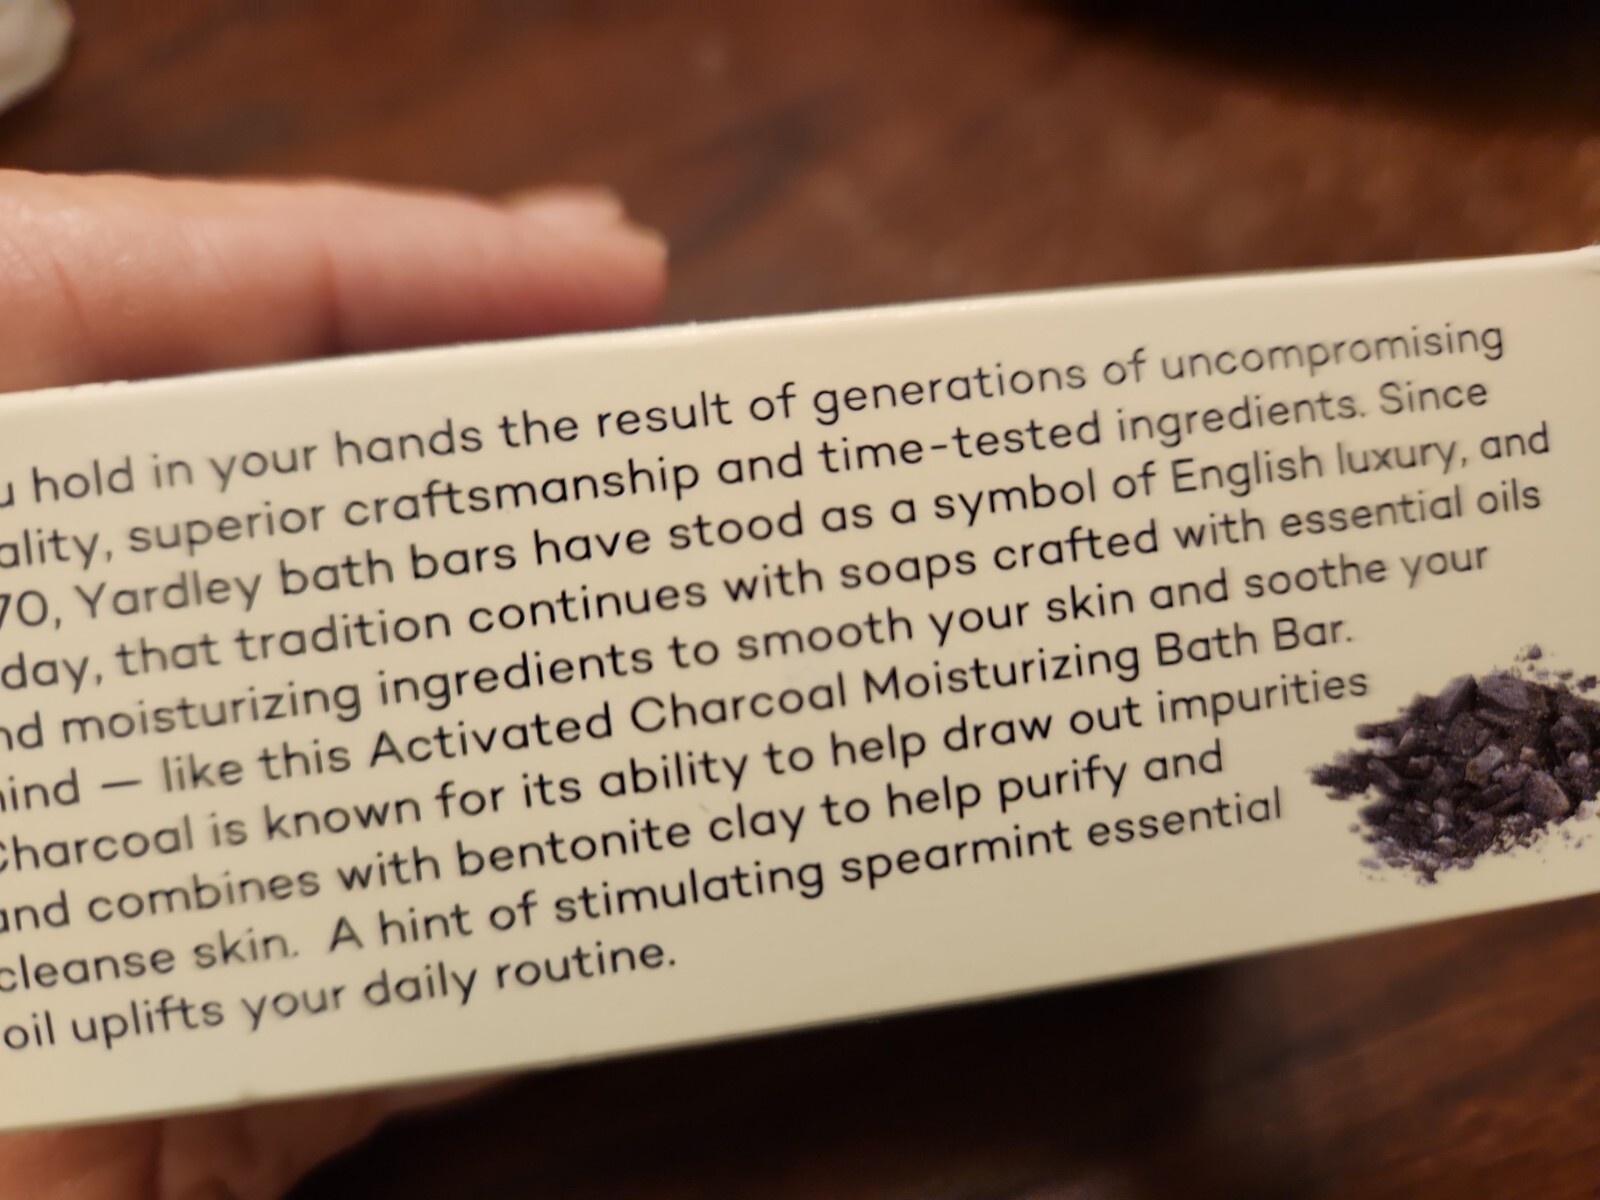 u hold in your hands the result of generations of uncompromising
ality, superior craftsmanship and time-tested ingredients. Since
70, Yardley bath bars have stood as a symbol of English luxury, and
day, that tradition continues with soaps crafted with essential oils
nd moisturizing ingredients to smooth your skin and soothe your
ind — like this Activated Charcoal Moisturizing Bath Bar.
Charcoal is known for its ability to help draw out impurities
and combines with bentonite clay to help purify and
cleanse skin. A hint of stimulating spearmint essential
oil uplifts your daily routine.